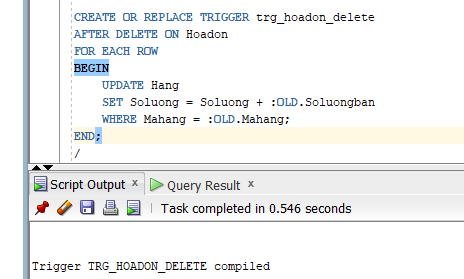 CREATE OR REPLACE TRIGGER trg_hoadon_delete
AFTER DELETE ON Hoadon
FOR EACH ROW
BEGIN
    UPDATE Hang
    SET Soluong = Soluong + :OLD.Soluongban
    WHERE Mahang = :OLD.Mahang;
END;
/
Script Output x Query Result x
Task completed in 0.546 seconds
Trigger TRG_HOADON_DELETE compiled